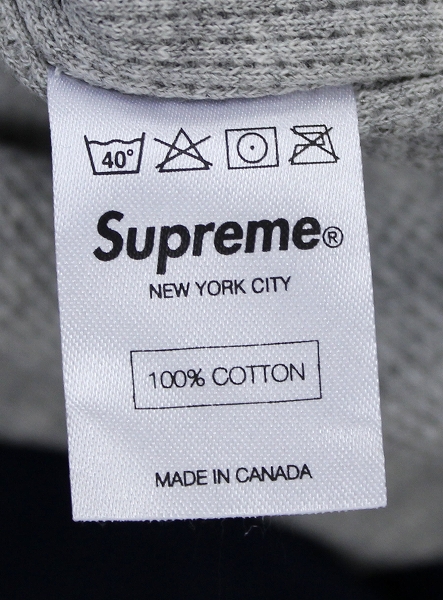 40°
Supreme®
NEW YORK CITY
100% COTTON
MADE IN CANADA